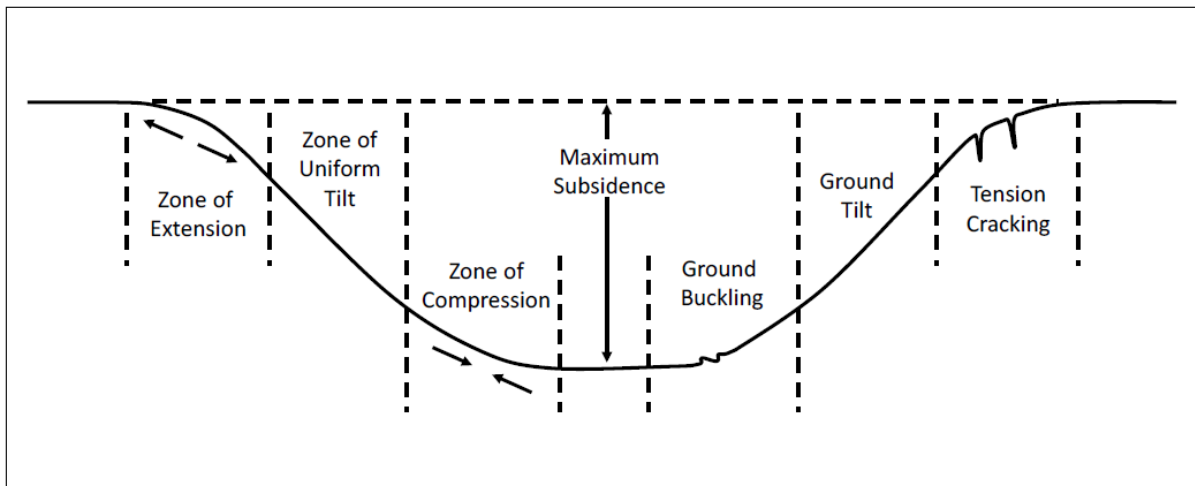 Zone of
Extension
Zone of
Uniform
Tilt
Zone of
Compression
Maximum
Subsidence
Ground
Buckling
Ground
Tilt
Tension
Cracking